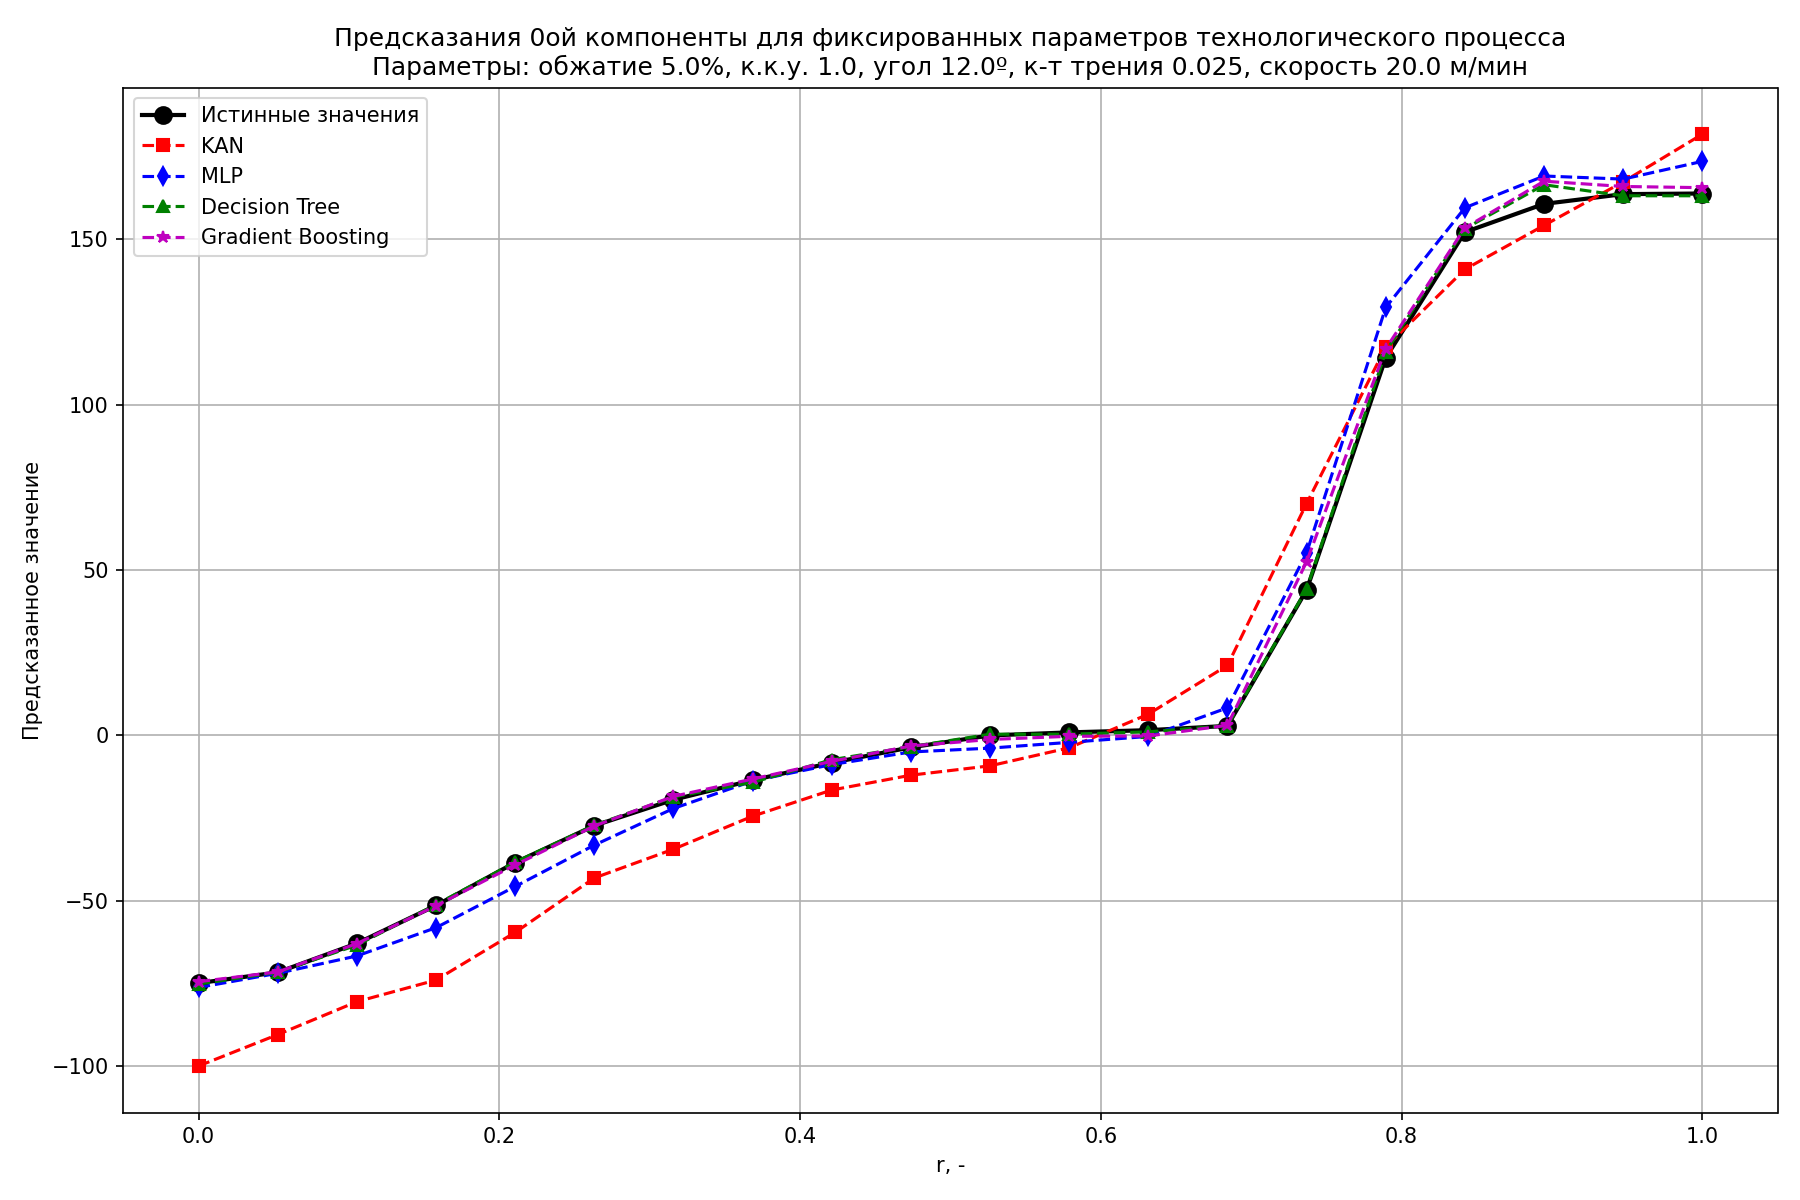 Предсказания 0ой компоненты для фиксированных параметров технологического процесса
Параметры: обжатие 5.0%, к.к.у. 1.0, угол 12.0º, к-т трения 0.025, скорость 20.0 м/мин
Истинные значения
KAN
MLP
Decision Tree
Gradient Boosting
Предсказанное значение
150
100
50
0
−50
−100
0.0
0.2
0.4
0.6
0.8
1.0
r, -